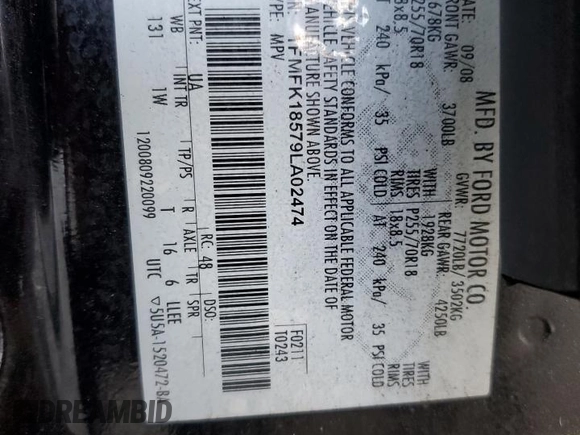 MFD. BY FORD MOTOR CO.
DATE: 09/08
GVWR: 7720LB/ 3502KG
FRONT GAWR: 3700LB
REAR GAWR: 4250LB
1678KG
WITH
1928KG
WITH
P255/70R18
TIRES
P255/70R18
TIRES
18x8.5
RIMS
18x8.5
RIMS
AT 240 kPa/ 35 PSI COLD
AT 240 kPa/ 35 PSI COLD
THIS VEHICLE CONFORMS TO ALL APPLICABLE FEDERAL MOTOR
VEHICLE SAFETY STANDARDS IN EFFECT ON THE DATE OF
MANUFACTURE SHOWN ABOVE.
1FMFK18579LA02474
F0211
T0243
TYPE: MPV
EXT PNT: UA
RC: 48
DSO:
WB
INT TR
TP/PS
R
AXLE
TR
SPR
131
1W
T
16
6
LLEE
1200809220099
UTC
▽5U5A-1520472-B
IDREAMBID